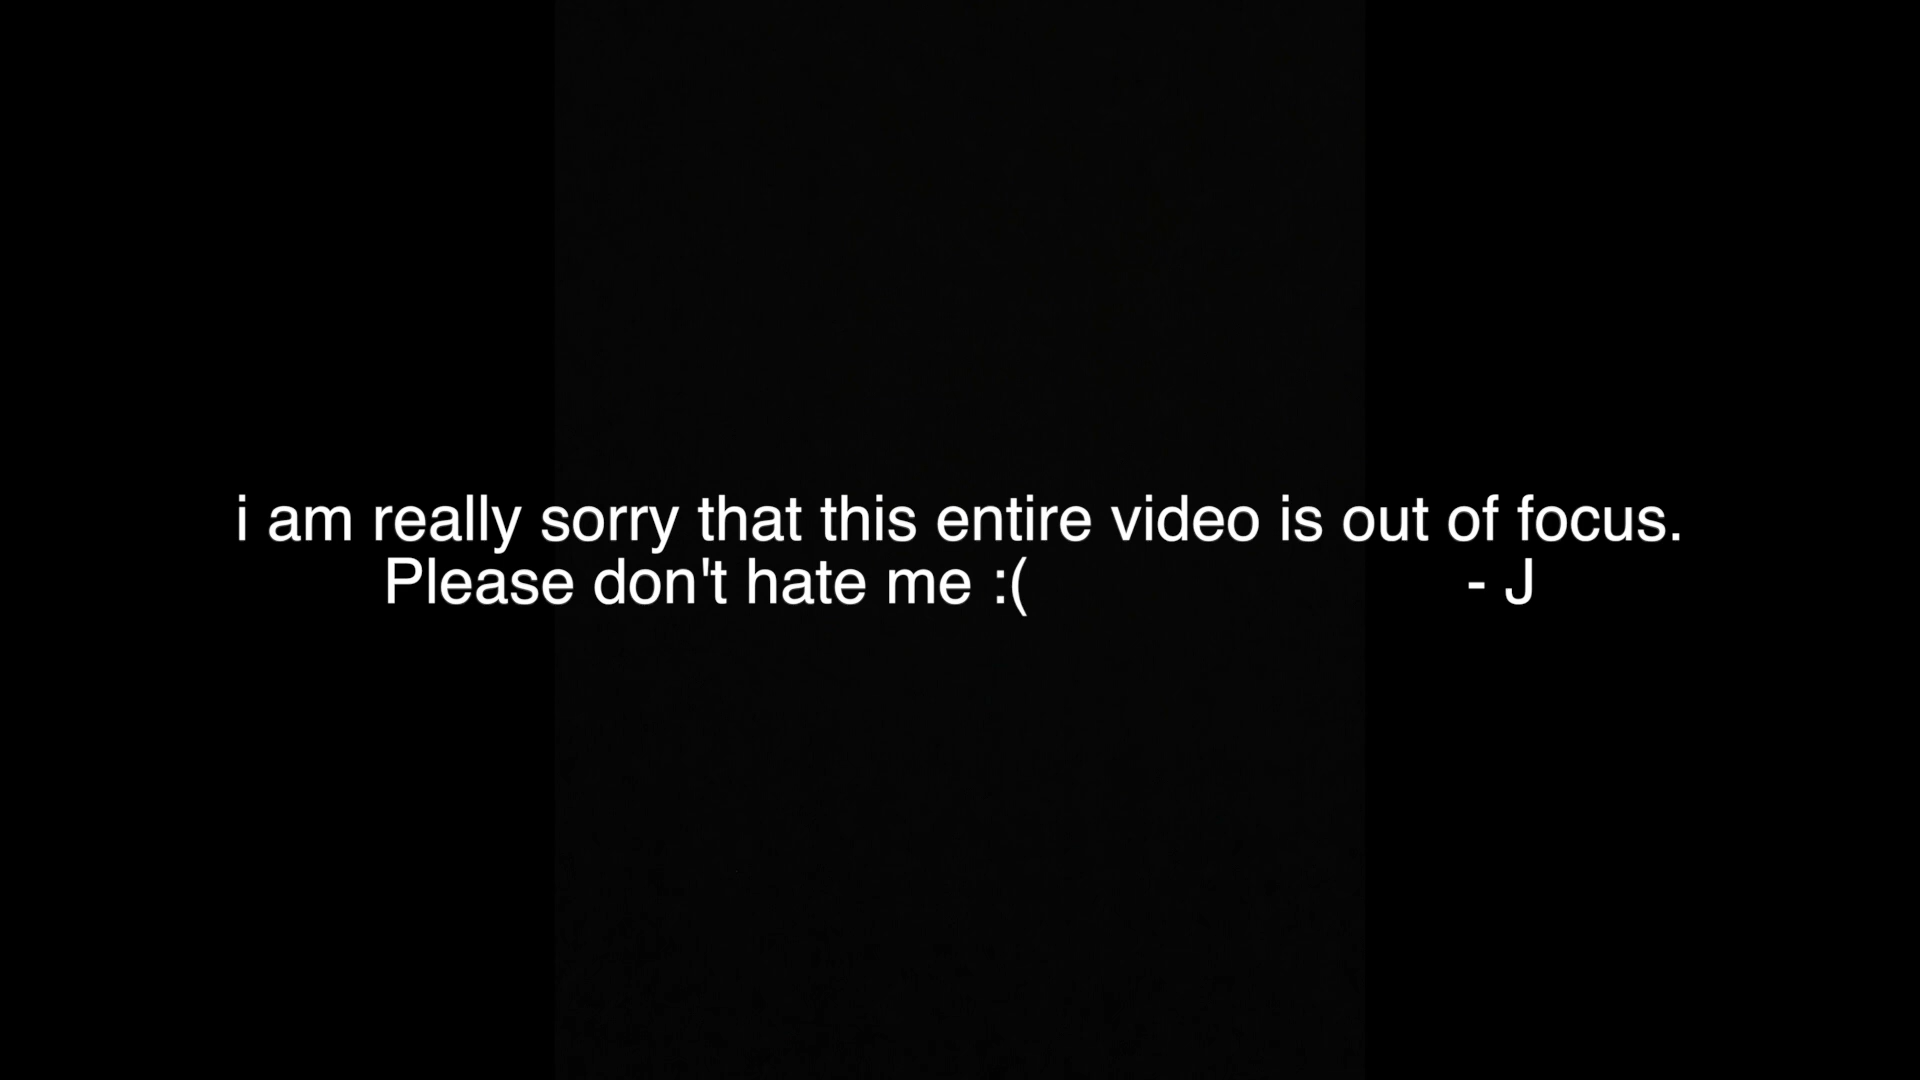 i am really sorry that this entire video is out of focus.
Please don't hate me :( - J